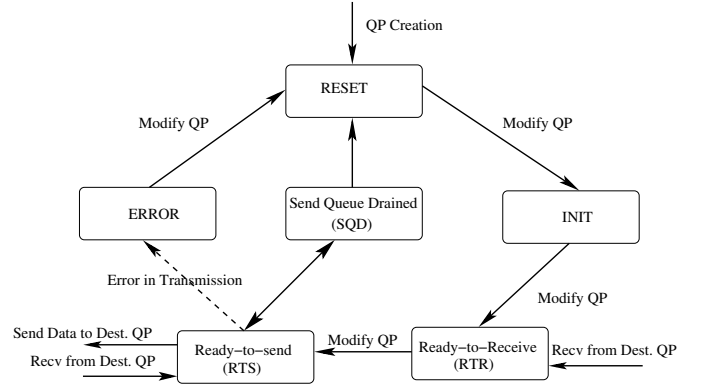 QP Creation
RESET
Modify QP
Modify QP
ERROR
Send Queue Drained
(SQD)
INIT
Error in Transmission
Modify QP
Send Data to Dest. QP
Recv from Dest. QP
Ready−to−send
(RTS)
Modify QP
Ready−to−Receive
(RTR)
Recv from Dest. QP